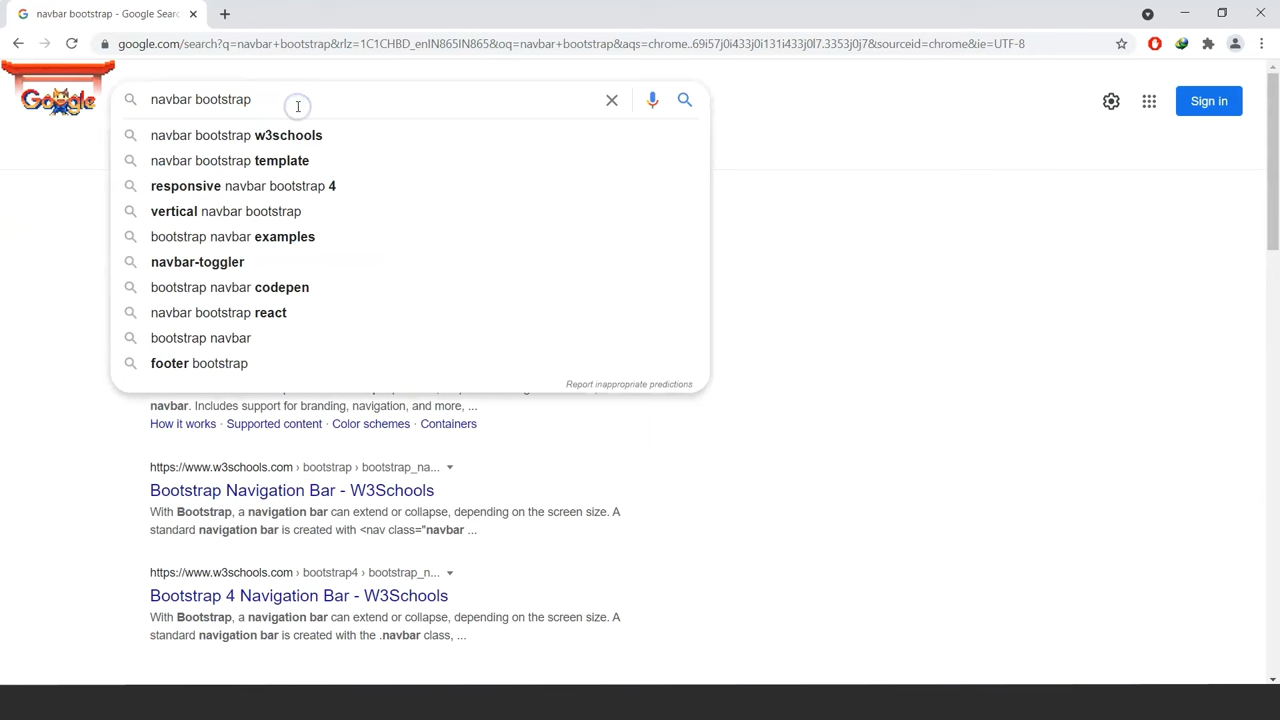 navbar bootstrap - Google Searc
google.com/search?q=navbar+bootstrap&rlz=1C1CHBD_enIN865IN865&oq=navbar+bootstrap&aqs=chrome..69i57j0i433j0i131i433j0l7.3353j0j7&sourceid=chrome&ie=UTF-8
Google
navbar bootstrap
Sign in
navbar bootstrap w3schools
navbar bootstrap template
responsive navbar bootstrap 4
vertical navbar bootstrap
bootstrap navbar examples
navbar-toggler
bootstrap navbar codepen
navbar bootstrap react
bootstrap navbar
footer bootstrap
Report inappropriate predictions
navbar. Includes support for branding, navigation, and more, ...
How it works · Supported content · Color schemes · Containers
https://www.w3schools.com › bootstrap › bootstrap_na...
Bootstrap Navigation Bar - W3Schools
With Bootstrap, a navigation bar can extend or collapse, depending on the screen size. A
standard navigation bar is created with <nav class="navbar ...
https://www.w3schools.com › bootstrap4 › bootstrap_n...
Bootstrap 4 Navigation Bar - W3Schools
With Bootstrap, a navigation bar can extend or collapse, depending on the screen size. A
standard navigation bar is created with the .navbar class, ...